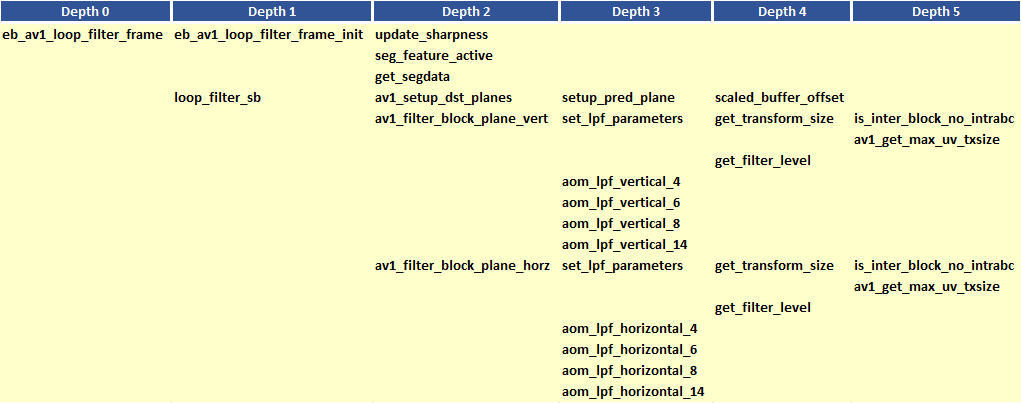 Depth 0 Depth 1 Depth 2 Depth 3 Depth 4 Depth 5
eb_av1_loop_filter_frame eb_av1_loop_filter_frame_init update_sharpness
seg_feature_active
get_segdata
loop_filter_sb av1_setup_dst_planes setup_pred_plane scaled_buffer_offset
av1_filter_block_plane_vert set_lpf_parameters get_transform_size is_inter_block_no_intrabc
av1_get_max_uv_txsize
get_filter_level
aom_lpf_vertical_4
aom_lpf_vertical_6
aom_lpf_vertical_8
aom_lpf_vertical_14
av1_filter_block_plane_horz set_lpf_parameters get_transform_size is_inter_block_no_intrabc
av1_get_max_uv_txsize
get_filter_level
aom_lpf_horizontal_4
aom_lpf_horizontal_6
aom_lpf_horizontal_8
aom_lpf_horizontal_14